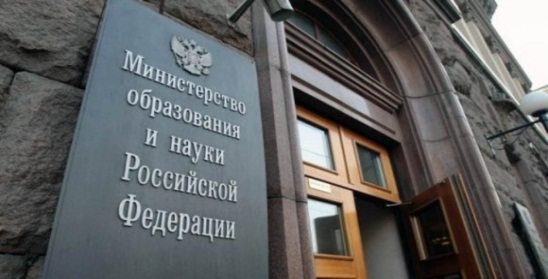 Министерство
образования
и науки
Российской
Федерации